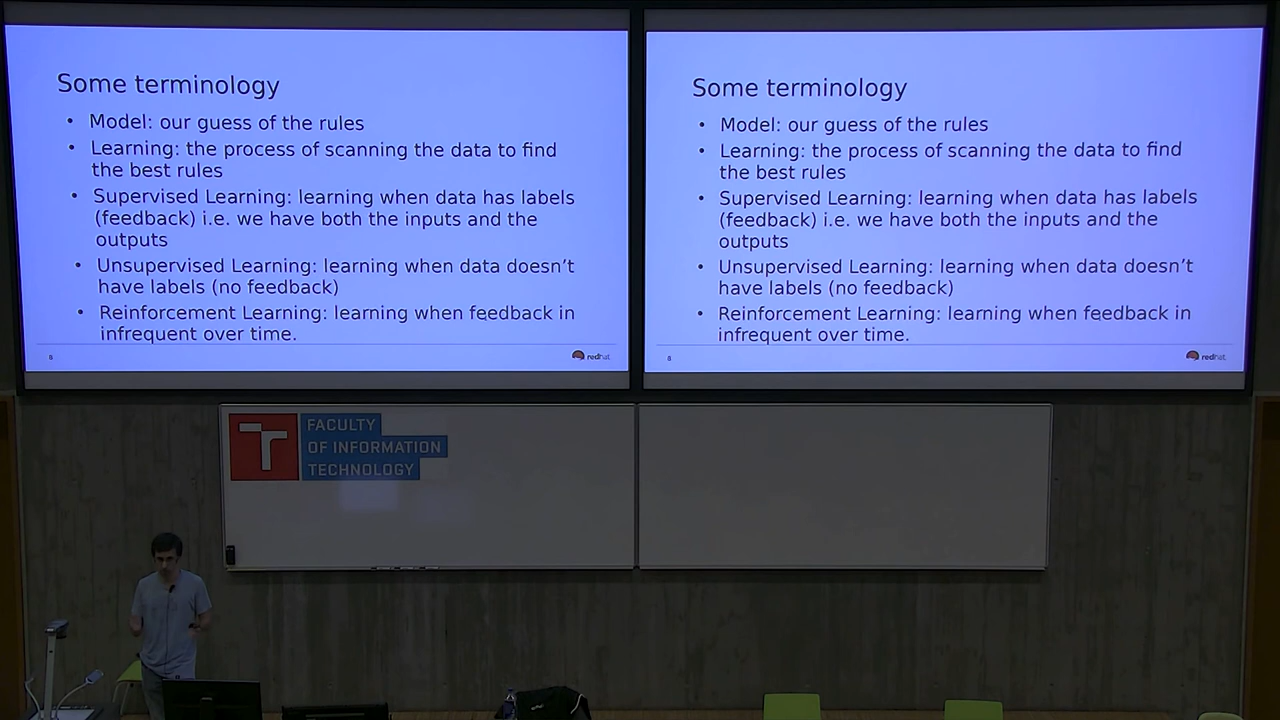 Some terminology
• Model: our guess of the rules
• Learning: the process of scanning the data to find
the best rules
• Supervised Learning: learning when data has labels
(feedback) i.e. we have both the inputs and the
outputs
• Unsupervised Learning: learning when data doesn't
have labels (no feedback)
• Reinforcement Learning: learning when feedback in
infrequent over time.
8
redhat
Some terminology
• Model: our guess of the rules
• Learning: the process of scanning the data to find
the best rules
• Supervised Learning: learning when data has labels
(feedback) i.e. we have both the inputs and the
outputs
• Unsupervised Learning: learning when data doesn't
have labels (no feedback)
• Reinforcement Learning: learning when feedback in
infrequent over time.
8
redhat
FACULTY
OF INFORMATION
TECHNOLOGY